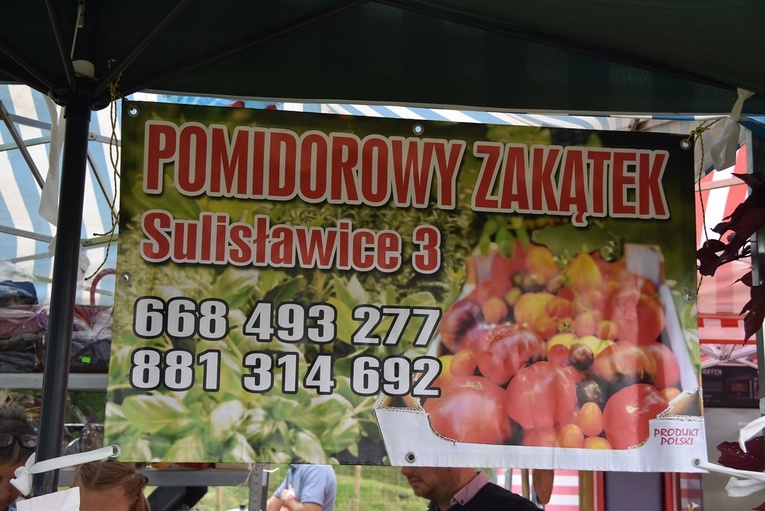 POMIDOROWY ZAKĄTEK
Sulisławice 3
668 493 277
881 314 692
PRODUKT
POLSKI